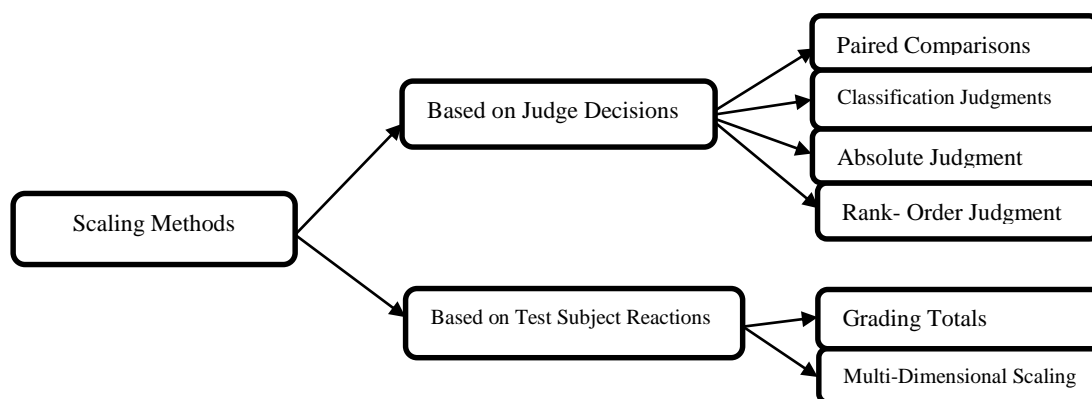 Scaling Methods
Based on Judge Decisions
Paired Comparisons
Classification Judgments
Absolute Judgment
Rank- Order Judgment
Based on Test Subject Reactions
Grading Totals
Multi-Dimensional Scaling